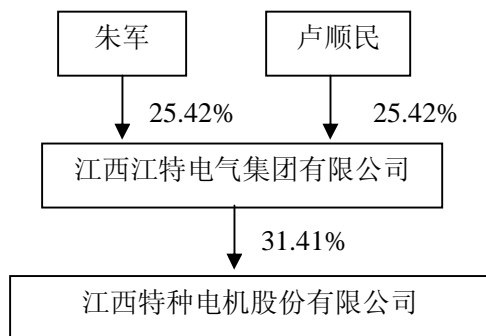 朱军
卢顺民
25.42%
25.42%
江西江特电气集团有限公司
31.41%
江西特种电机股份有限公司